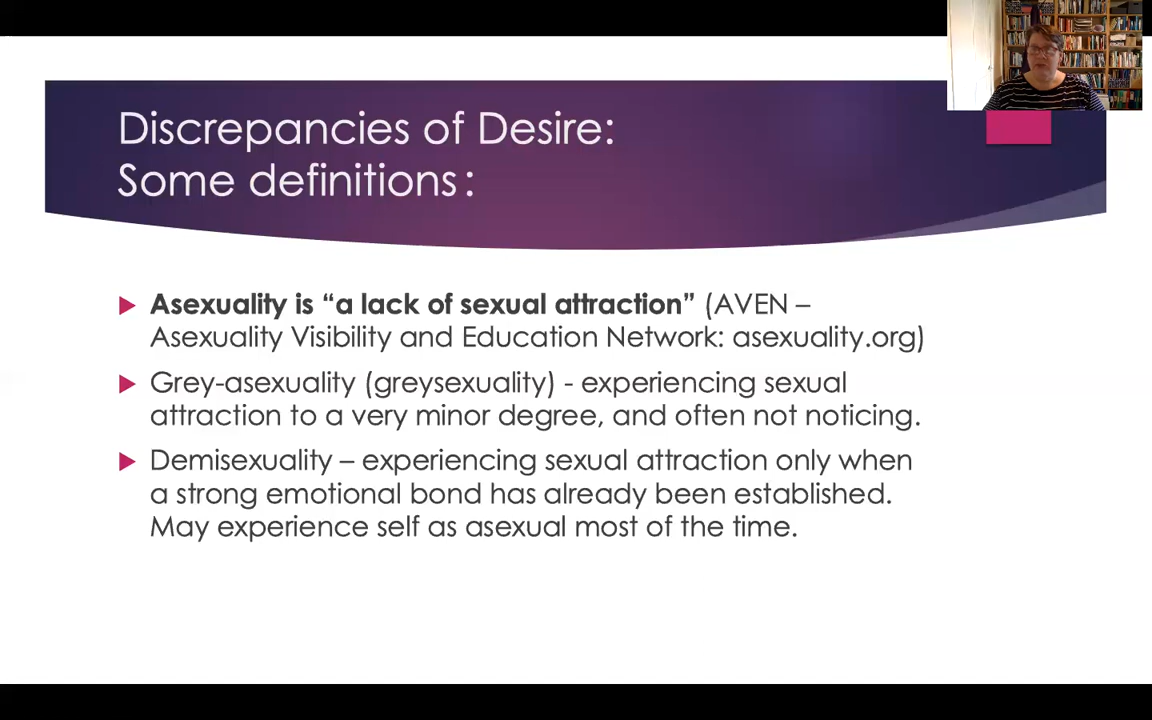 Discrepancies of Desire:
Some definitions:
Asexuality is “a lack of sexual attraction” (AVEN –
Asexuality Visibility and Education Network: asexuality.org)
Grey-asexuality (greysexuality) - experiencing sexual
attraction to a very minor degree, and often not noticing.
Demisexuality – experiencing sexual attraction only when
a strong emotional bond has already been established.
May experience self as asexual most of the time.